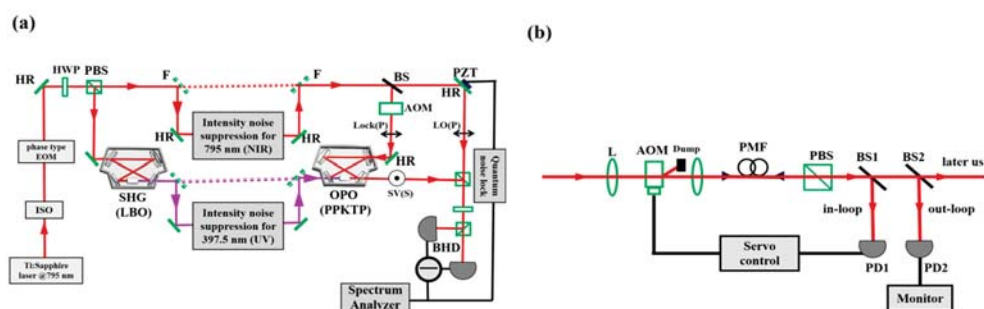 (a)
HR
HWP
PBS
F
F
BS
PZT
HR
AOM
HR
Intensity noise
suppression for
795 nm (NIR)
HR
Lock(P)
LO(P)
phase type
EOM
HR
SHG
(LBO)
OPO
(PPKTP)
SV(S)
Quantum
noise lock
ISO
Intensity noise
suppression for
397.5 nm (UV)
BHD
Ti:Sapphire
laser @795 nm
Spectrum
Analyzer
(b)
L
AOM
Dump
PMF
PBS
BS1
BS2
later us
in-loop
out-loop
Servo
control
PD1
PD2
Monitor